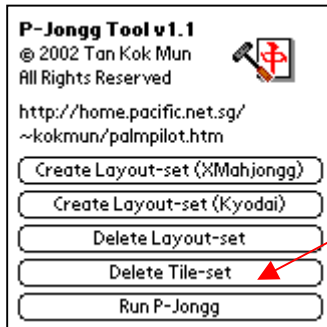 P-Jongg Tool v1.1
© 2002 Tan Kok Mun
All Rights Reserved
http://home.pacific.net.sg/
~kokmun/palmpilot.htm
Create Layout-set (XMahjongg)
Create Layout-set (Kyodai)
Delete Layout-set
Delete Tile-set
Run P-Jongg